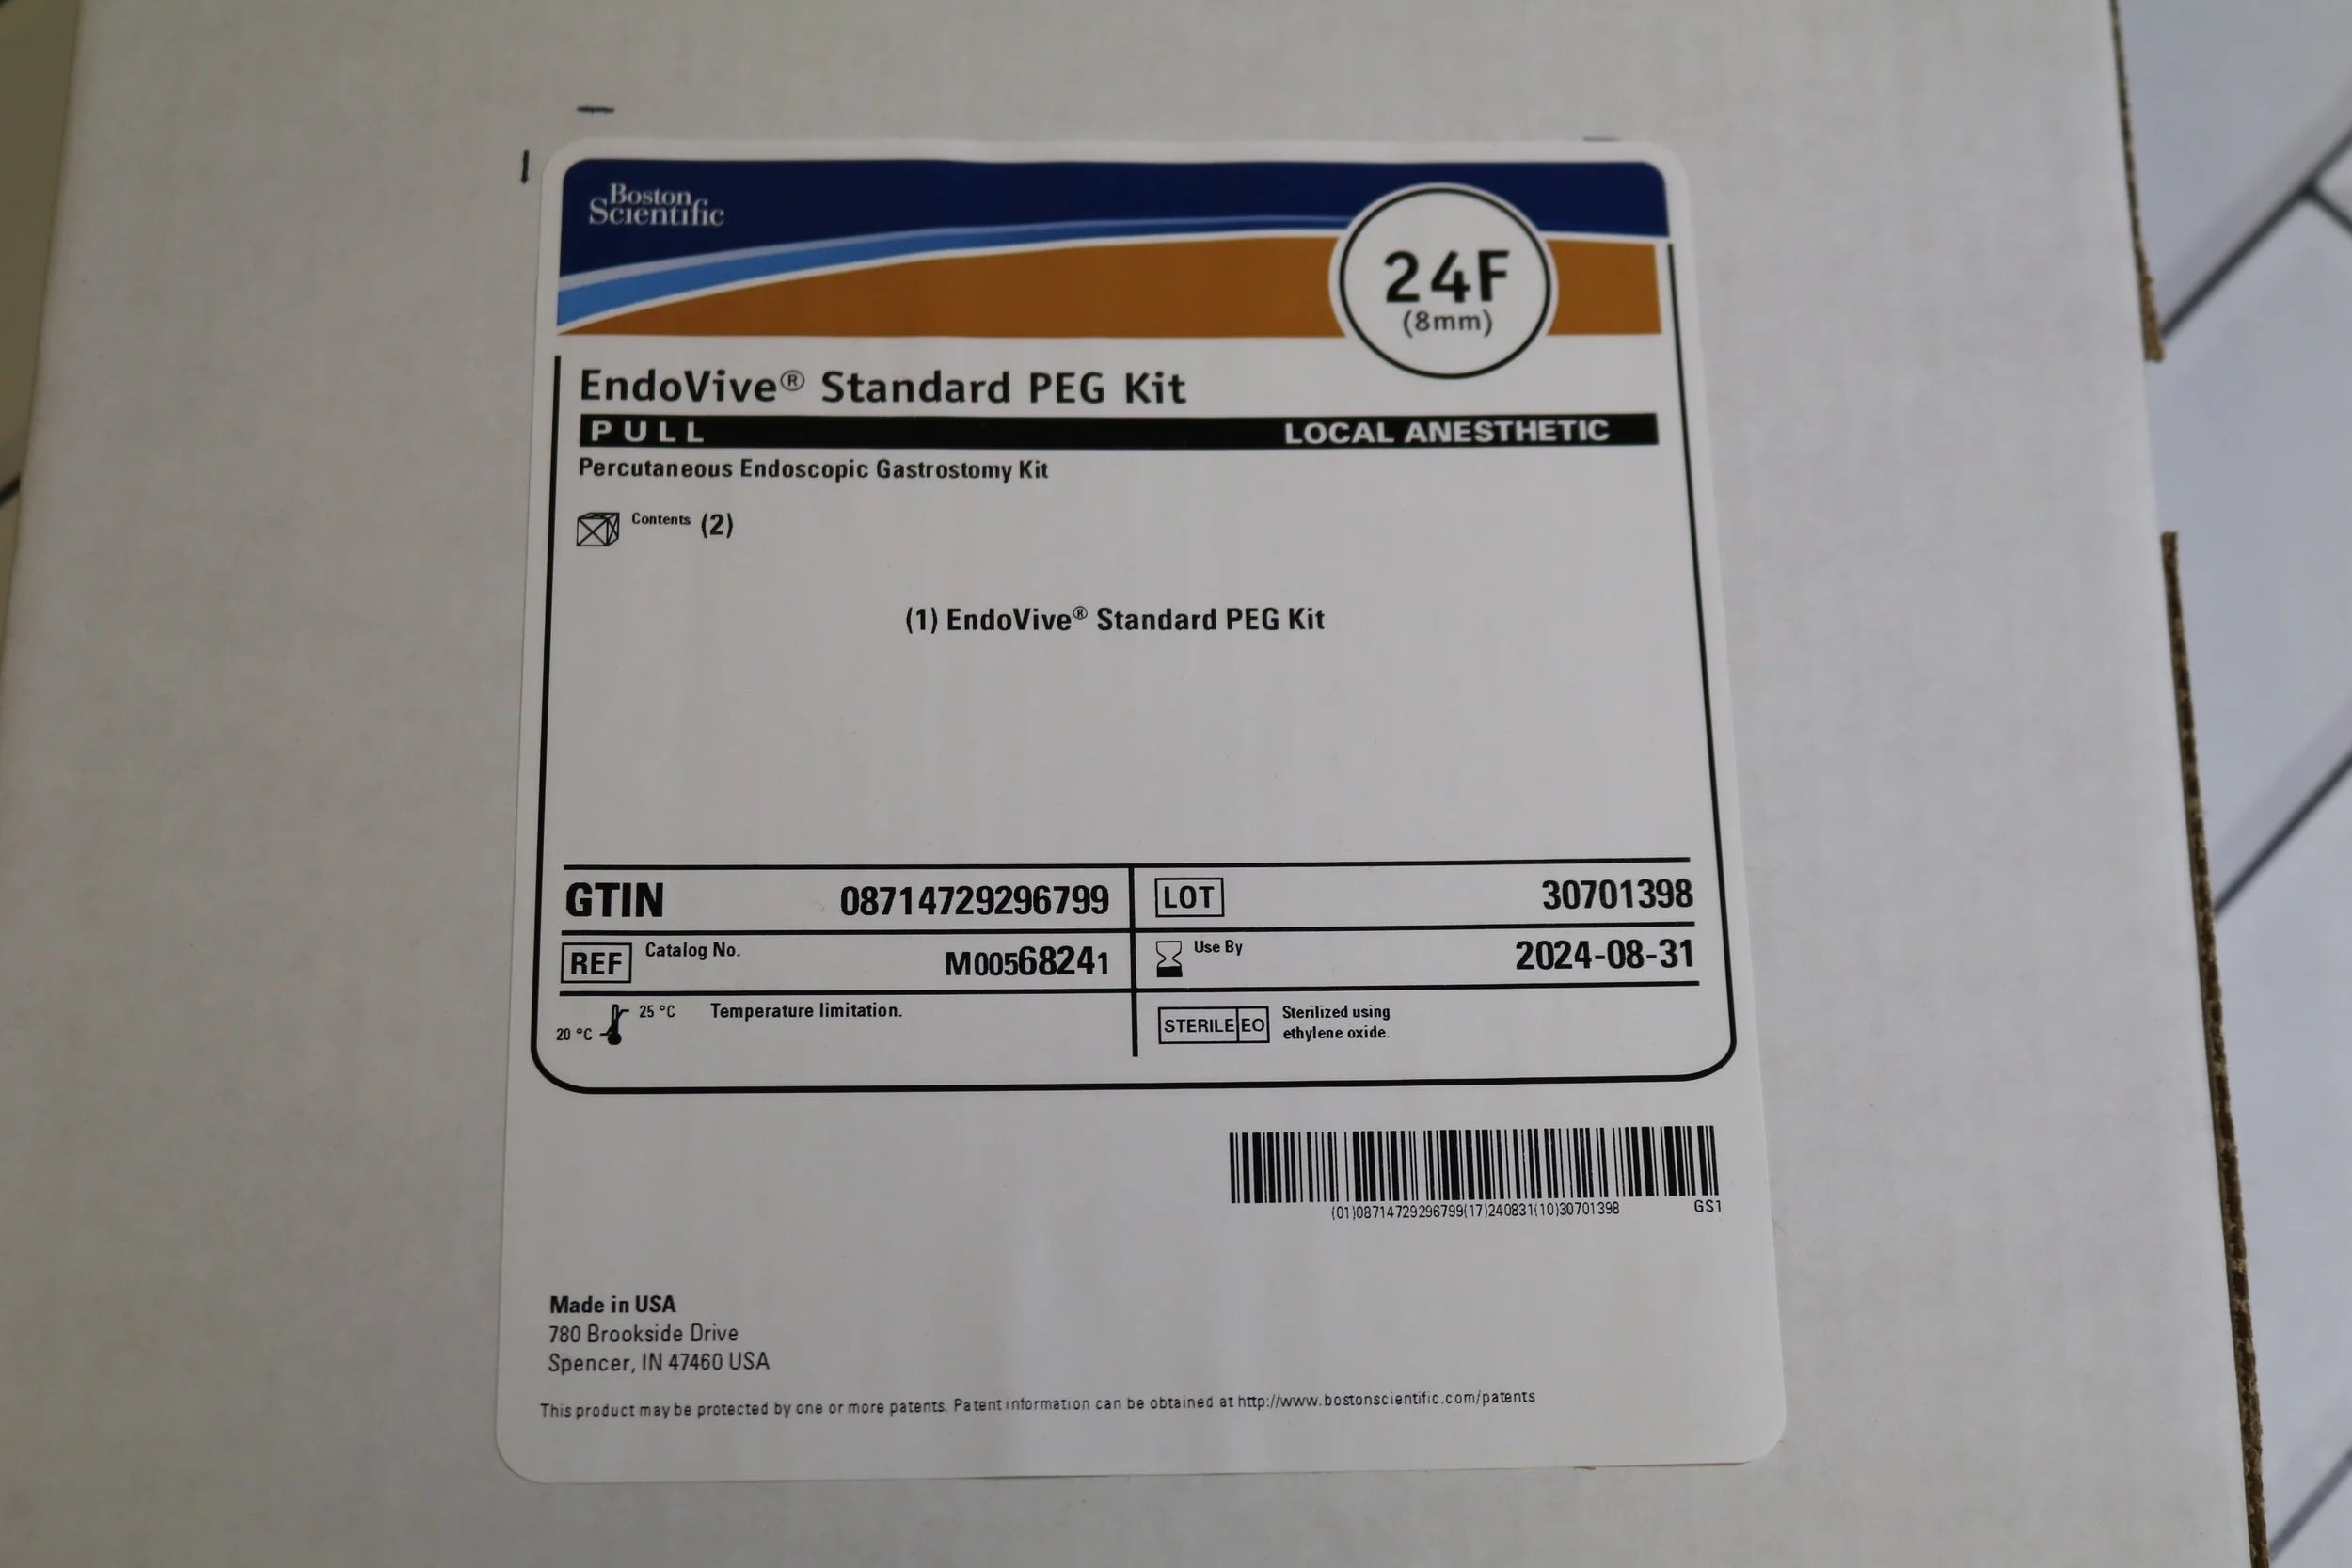 Boston
Scientific
24F
(8mm)
EndoVive® Standard PEG Kit
PULL LOCAL ANESTHETIC
Percutaneous Endoscopic Gastrostomy Kit
Contents (2)
(1) EndoVive® Standard PEG Kit
GTIN 08714729296799 LOT 30701398
REF Catalog No. M00568241 Use By 2024-08-31
25 °C Temperature limitation.
20 °C
STERILE EO Sterilized using
ethylene oxide.
(01)08714729296799(17)240831(10)30701398 GS1
Made in USA
780 Brookside Drive
Spencer, IN 47460 USA
This product may be protected by one or more patents. Patent information can be obtained at http://www.bostonscientific.com/patents